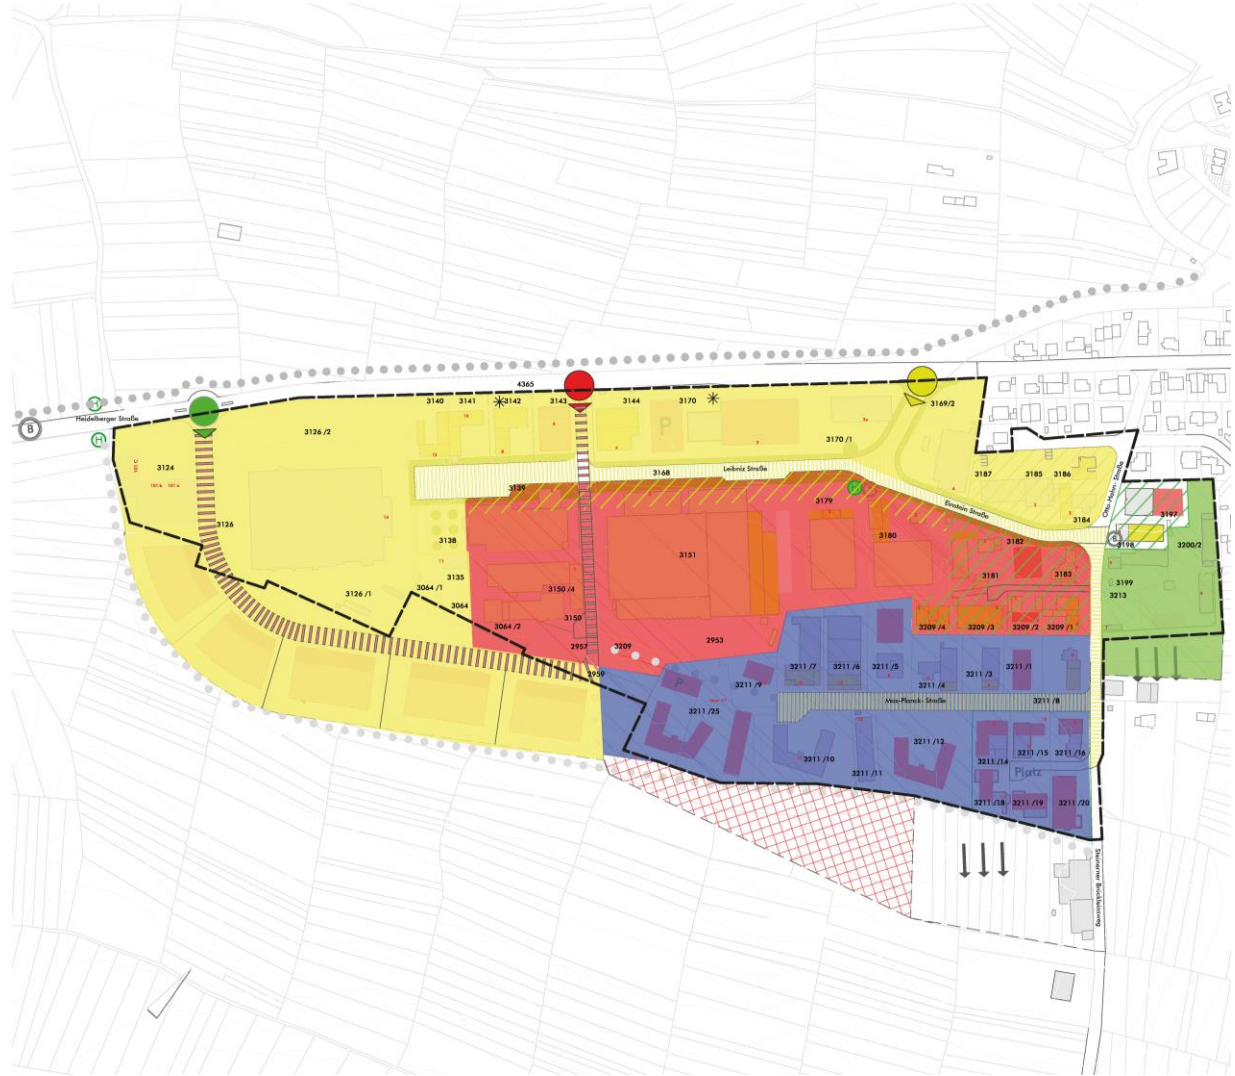 4365
3140 3141 3142 3143 3144 3170
3169/2
H
Heidelberger Straße
B
H
3126 /2
P
3170 /1
3124
101 C
101 b 101 a
3168
Leibniz Straße
3187 3185 3186
3139
3179
Einstein Straße
Otto-Hahn- Straße
3197
3184
3126
3138
3180
3182
B
3198
3200/2
3151
3135
3064 /1
3150 /4
3181
3183
3199
3213
3126 /1
3064
3150
3064 /2
3209 /4 3209 /3 3209 /2 3209 /1
2957
3209
2953
2959
3211 /7 3211 /6 3211 /5
3211 /1
3211 /3
3211 /4
P
3211 /9
Max-Planck- Straße
3211 /8
3211 /25
3211 /12
3211 /15 3211 /16
3211 /14
3211 /10
3211 /11
Platz
3211 /18 3211 /19 3211 /20
Steinerner Brückleinsweg